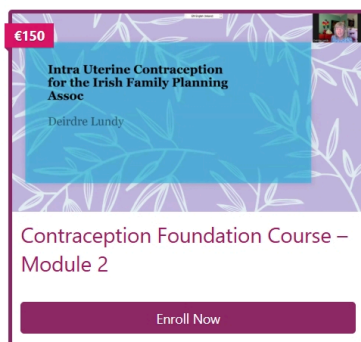 €150
Intra Uterine Contraception
for the Irish Family Planning
Assoc
Deirdre Lundy
Contraception Foundation Course –
Module 2
Enroll Now